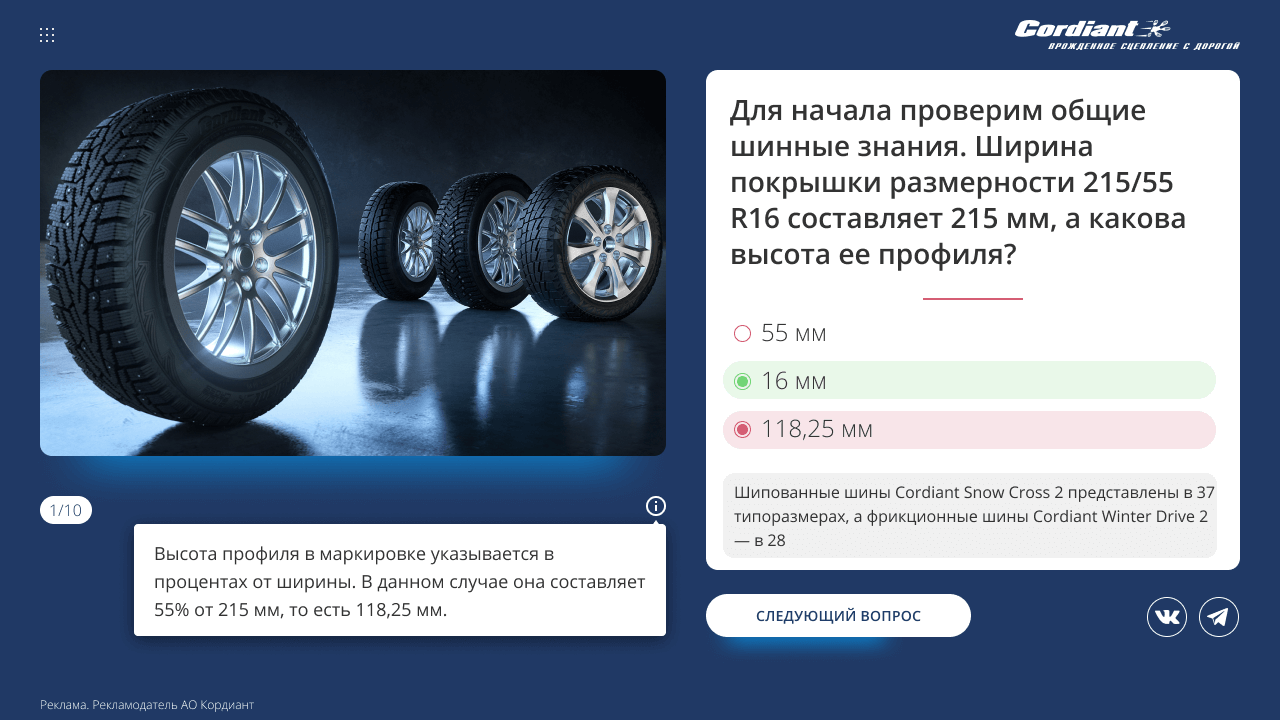 Cordiant
ВРОЖДЕННОЕ СЦЕПЛЕНИЕ С ДОРОГОЙ
Для начала проверим общие
шинные знания. Ширина
покрышки размерности 215/55
R16 составляет 215 мм, а какова
высота ее профиля?
55 мм
16 мм
118,25 мм
Шипованные шины Cordiant Snow Cross 2 представлены в 37
типоразмерах, а фрикционные шины Cordiant Winter Drive 2
— в 28
1/10
Высота профиля в маркировке указывается в
процентах от ширины. В данном случае она составляет
55% от 215 мм, то есть 118,25 мм.
СЛЕДУЮЩИЙ ВОПРОС
Реклама. Рекламодатель АО Кордиант